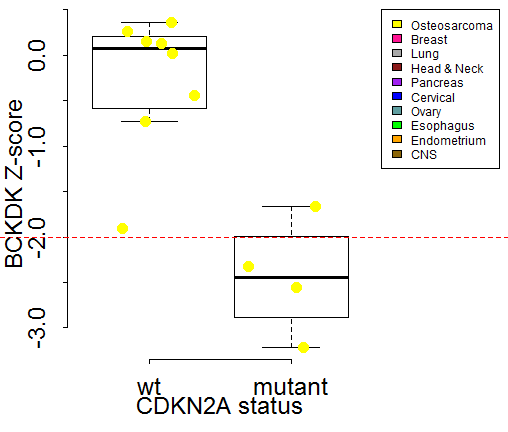 BCKDK Z-score
0.0
-1.0
-2.0
-3.0
wt mutant
CDKN2A status
Osteosarcoma
Breast
Lung
Head & Neck
Pancreas
Cervical
Ovary
Esophagus
Endometrium
CNS